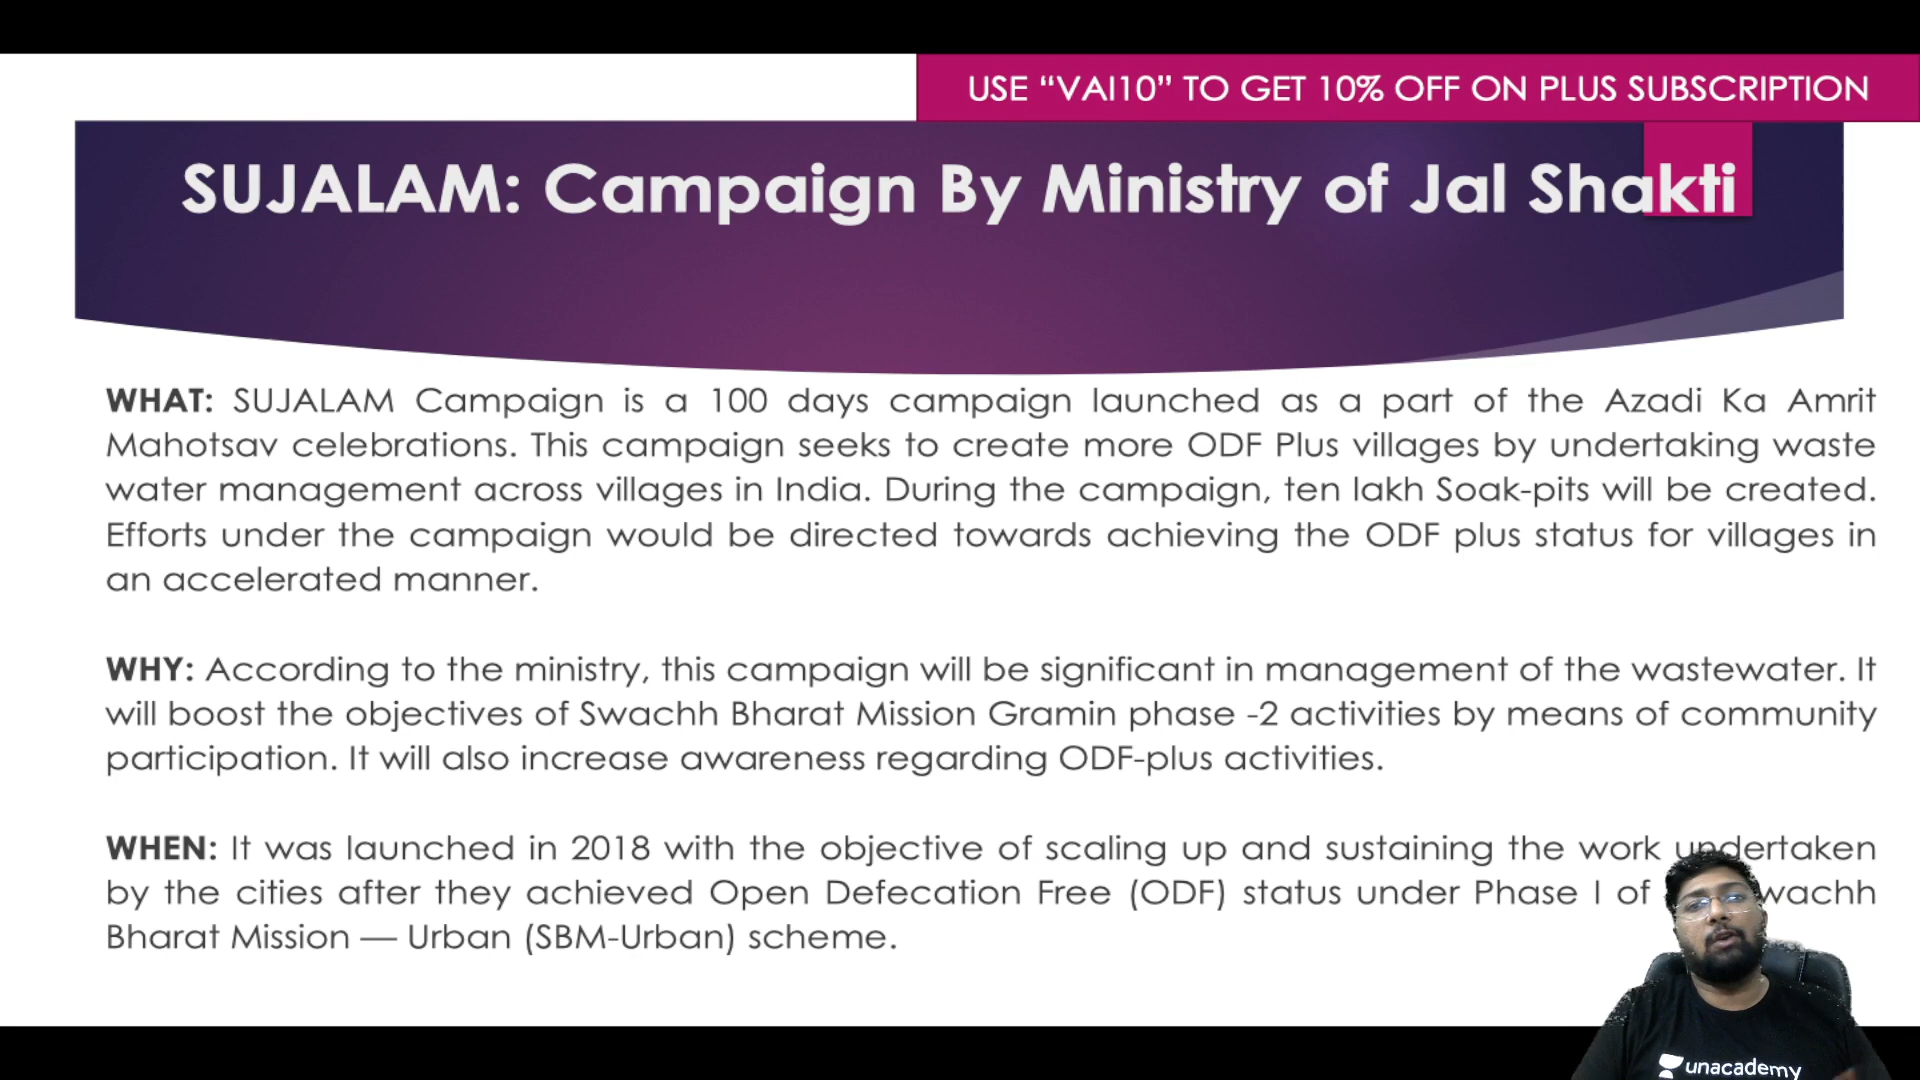 USE “VAI10” TO GET 10% OFF ON PLUS SUBSCRIPTION
SUJALAM: Campaign By Ministry of Jal Shakti
WHAT: SUJALAM Campaign is a 100 days campaign launched as a part of the Azadi Ka Amrit
Mahotsav celebrations. This campaign seeks to create more ODF Plus villages by undertaking waste
water management across villages in India. During the campaign, ten lakh Soak-pits will be created.
Efforts under the campaign would be directed towards achieving the ODF plus status for villages in
an accelerated manner.
WHY: According to the ministry, this campaign will be significant in management of the wastewater. It
will boost the objectives of Swachh Bharat Mission Gramin phase -2 activities by means of community
participation. It will also increase awareness regarding ODF-plus activities.
WHEN: It was launched in 2018 with the objective of scaling up and sustaining the work undertaken
by the cities after they achieved Open Defecation Free (ODF) status under Phase I of wachh
Bharat Mission — Urban (SBM-Urban) scheme.
unacademy